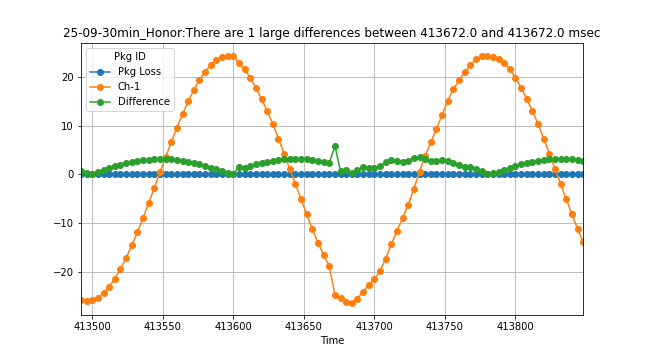 25-09-30min_Honor:There are 1 large differences between 413672.0 and 413672.0 msec
Pkg ID
Pkg Loss
Ch-1
Difference
20
10
0
−10
−20
413500 413550 413600 413650 413700 413750 413800
Time